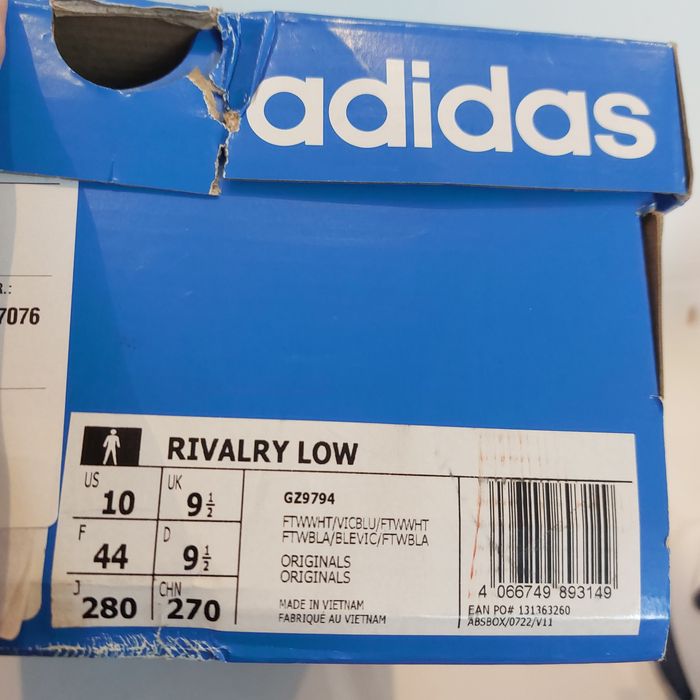 adidas
R.:
7076
RIVALRY LOW
US 10 UK 9 1/2
F 44 D 9 1/2
J 280 CHN 270
GZ9794
FTWWHT/VICBLU/FTWWHT
FTWBLA/BLEVIC/FTWBLA
ORIGINALS
ORIGINALS
MADE IN VIETNAM
FABRIQUÉ AU VIETNAM
4 066749 893149
EAN PO# 131363260
ABSBOX/0722/V11